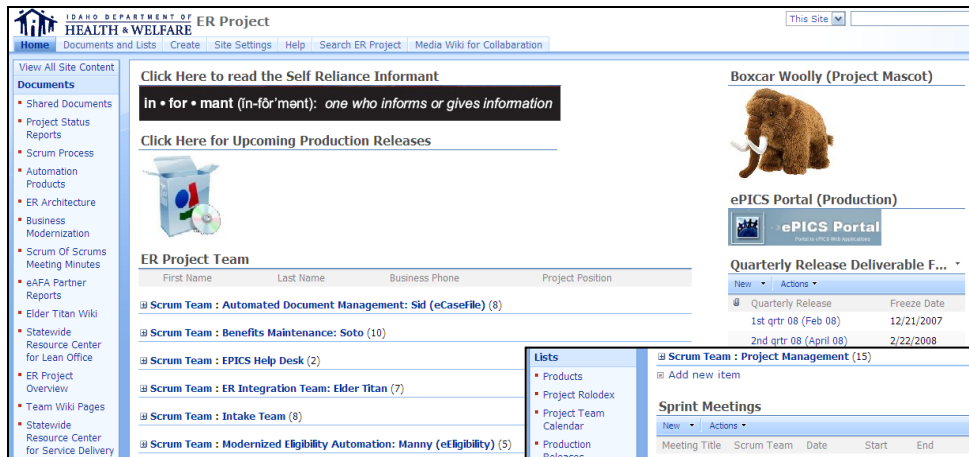 IDAHO DEPARTMENT OF
HEALTH & WELFARE
ER Project
This Site
Home Documents and Lists Create Site Settings Help Search ER Project Media Wiki for Collabaration
View All Site Content
Documents
Shared Documents
Project Status
Reports
Scrum Process
Automation
Products
ER Architecture
Business
Modernization
Scrum Of Scrums
Meeting Minutes
eAFA Partner
Reports
Elder Titan Wiki
Statewide
Resource Center
for Lean Office
ER Project
Overview
Team Wiki Pages
Statewide
Resource Center
for Service Delivery
Click Here to read the Self Reliance Informant
in • for • mant (ĭn-fôr'mənt): one who informs or gives information
Click Here for Upcoming Production Releases
ER Project Team
First Name Last Name Business Phone Project Position
Scrum Team : Automated Document Management: Sid (eCaseFile) (8)
Scrum Team : Benefits Maintenance: Soto (10)
Scrum Team : EPICS Help Desk (2)
Scrum Team : ER Integration Team: Elder Titan (7)
Scrum Team : Intake Team (8)
Scrum Team : Modernized Eligibility Automation: Manny (eEligibility) (5)
Boxcar Woolly (Project Mascot)
ePICS Portal (Production)
ePICS Portal
Portal to ePICS Web Applications
Quarterly Release Deliverable F...
New Actions
Quarterly Release Freeze Date
1st qrtr 08 (Feb 08) 12/21/2007
2nd qrtr 08 (April 08) 2/22/2008
Lists
Products
Project Rolodex
Project Team
Calendar
Production
Releases
Scrum Team : Project Management (15)
Add new item
Sprint Meetings
New Actions
Meeting Title Scrum Team Date Start End